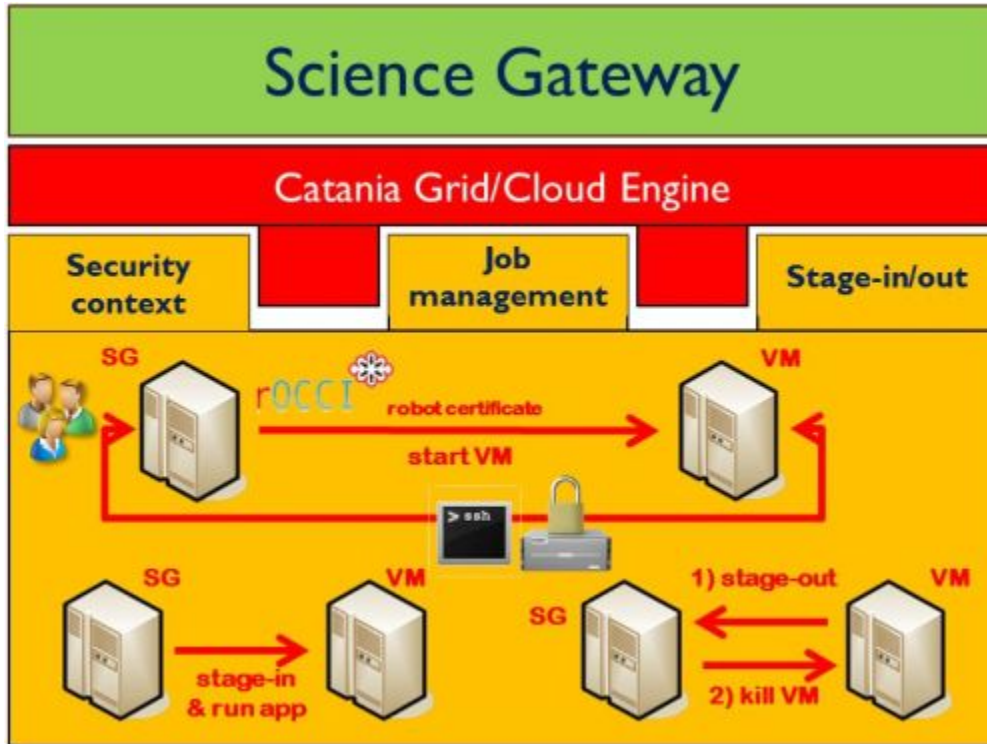 Science Gateway
Catania Grid/Cloud Engine
Security
context
Job
management
Stage-in/out
SG
rOCCI
robot certificate
start VM
VM
> ssh
SG
stage-in
& run app
VM
SG
1) stage-out
2) kill VM
VM